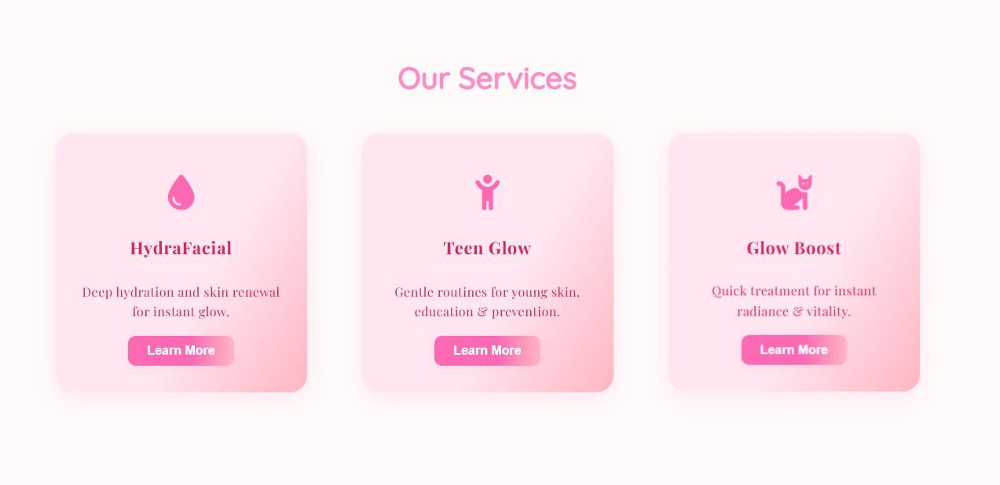 Our Services
HydraFacial
Deep hydration and skin renewal
for instant glow.
Learn More
Teen Glow
Gentle routines for young skin,
education & prevention.
Learn More
Glow Boost
Quick treatment for instant
radiance & vitality.
Learn More